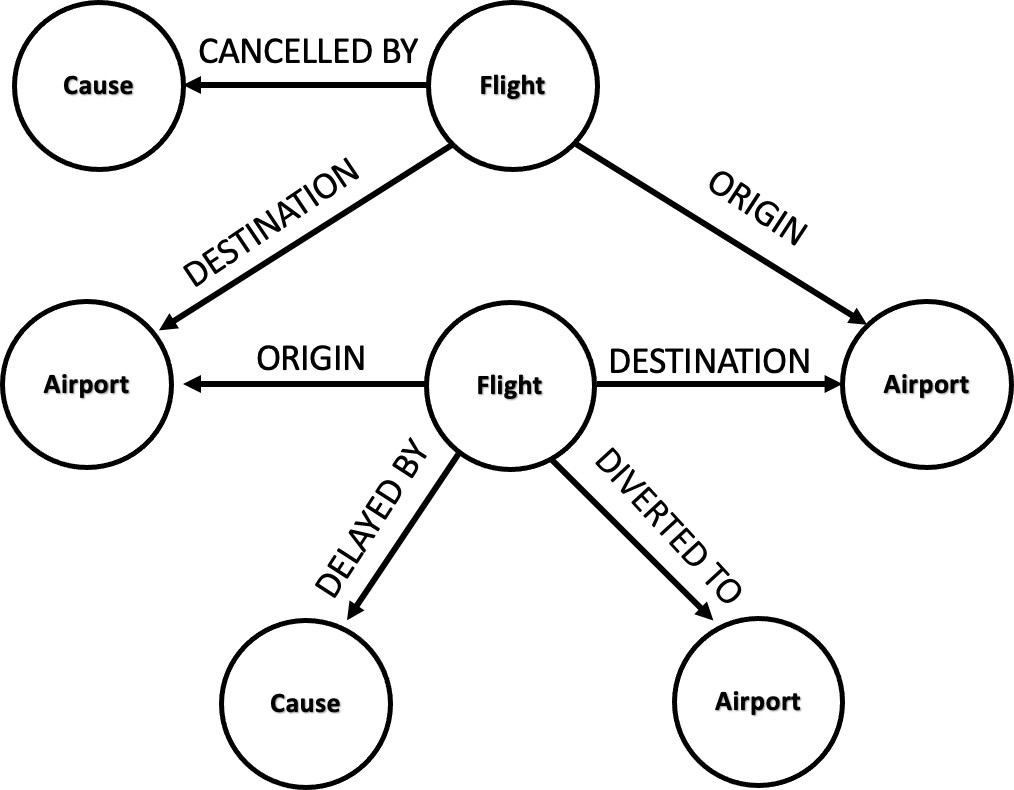 CANCELLED BY
Cause
Flight
DESTINATION
ORIGIN
Airport
ORIGIN
Flight
DESTINATION
Airport
DELAYED BY
DIVERTED TO
Cause
Airport